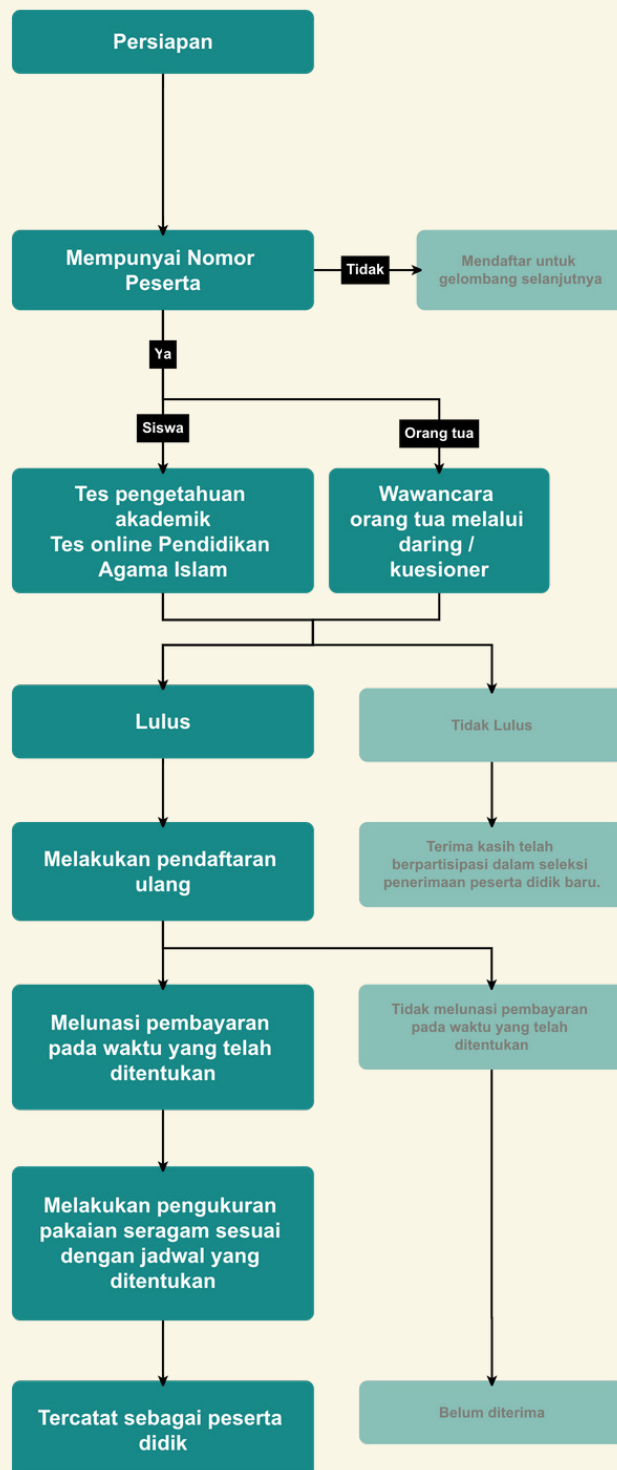 Persiapan
Mempunyai Nomor
Peserta
Tidak
Mendaftar untuk
gelombang selanjutnya
Ya
Siswa
Orang tua
Tes pengetahuan
akademik
Tes online Pendidikan
Agama Islam
Wawancara
orang tua melalui
daring /
kuesioner
Lulus
Tidak Lulus
Melakukan pendaftaran
ulang
Terima kasih telah
berpartisipasi dalam seleksi
penerimaan peserta didik baru.
Melunasi pembayaran
pada waktu yang telah
ditentukan
Tidak melunasi pembayaran
pada waktu yang telah
ditentukan
Melakukan pengukuran
pakaian seragam sesuai
dengan jadwal yang
ditentukan
Tercatat sebagai peserta
didik
Belum diterima